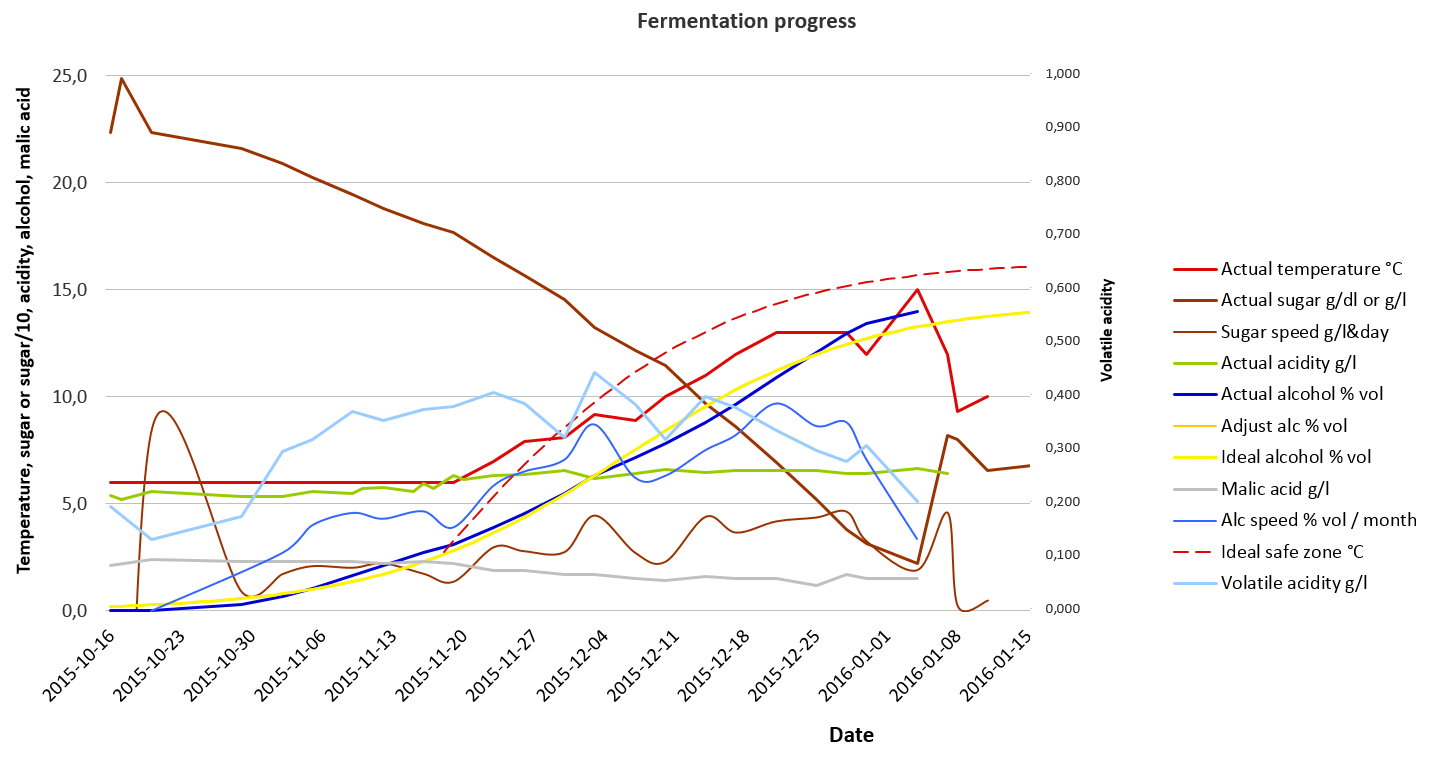 Fermentation progress
Temperature, sugar or sugar/10, acidity, alcohol, malic acid
25,0
20,0
15,0
10,0
5,0
0,0
1,000
0,900
0,800
0,700
0,600
0,500
0,400
0,300
0,200
0,100
0,000
Volatile acidity
2015-10-16
2015-10-23
2015-10-30
2015-11-06
2015-11-13
2015-11-20
2015-11-27
2015-12-04
2015-12-11
2015-12-18
2015-12-25
2016-01-01
2016-01-08
2016-01-15
Date
Actual temperature °C
Actual sugar g/dl or g/l
Sugar speed g/l&day
Actual acidity g/l
Actual alcohol % vol
Adjust alc % vol
Ideal alcohol % vol
Malic acid g/l
Alc speed % vol / month
Ideal safe zone °C
Volatile acidity g/l